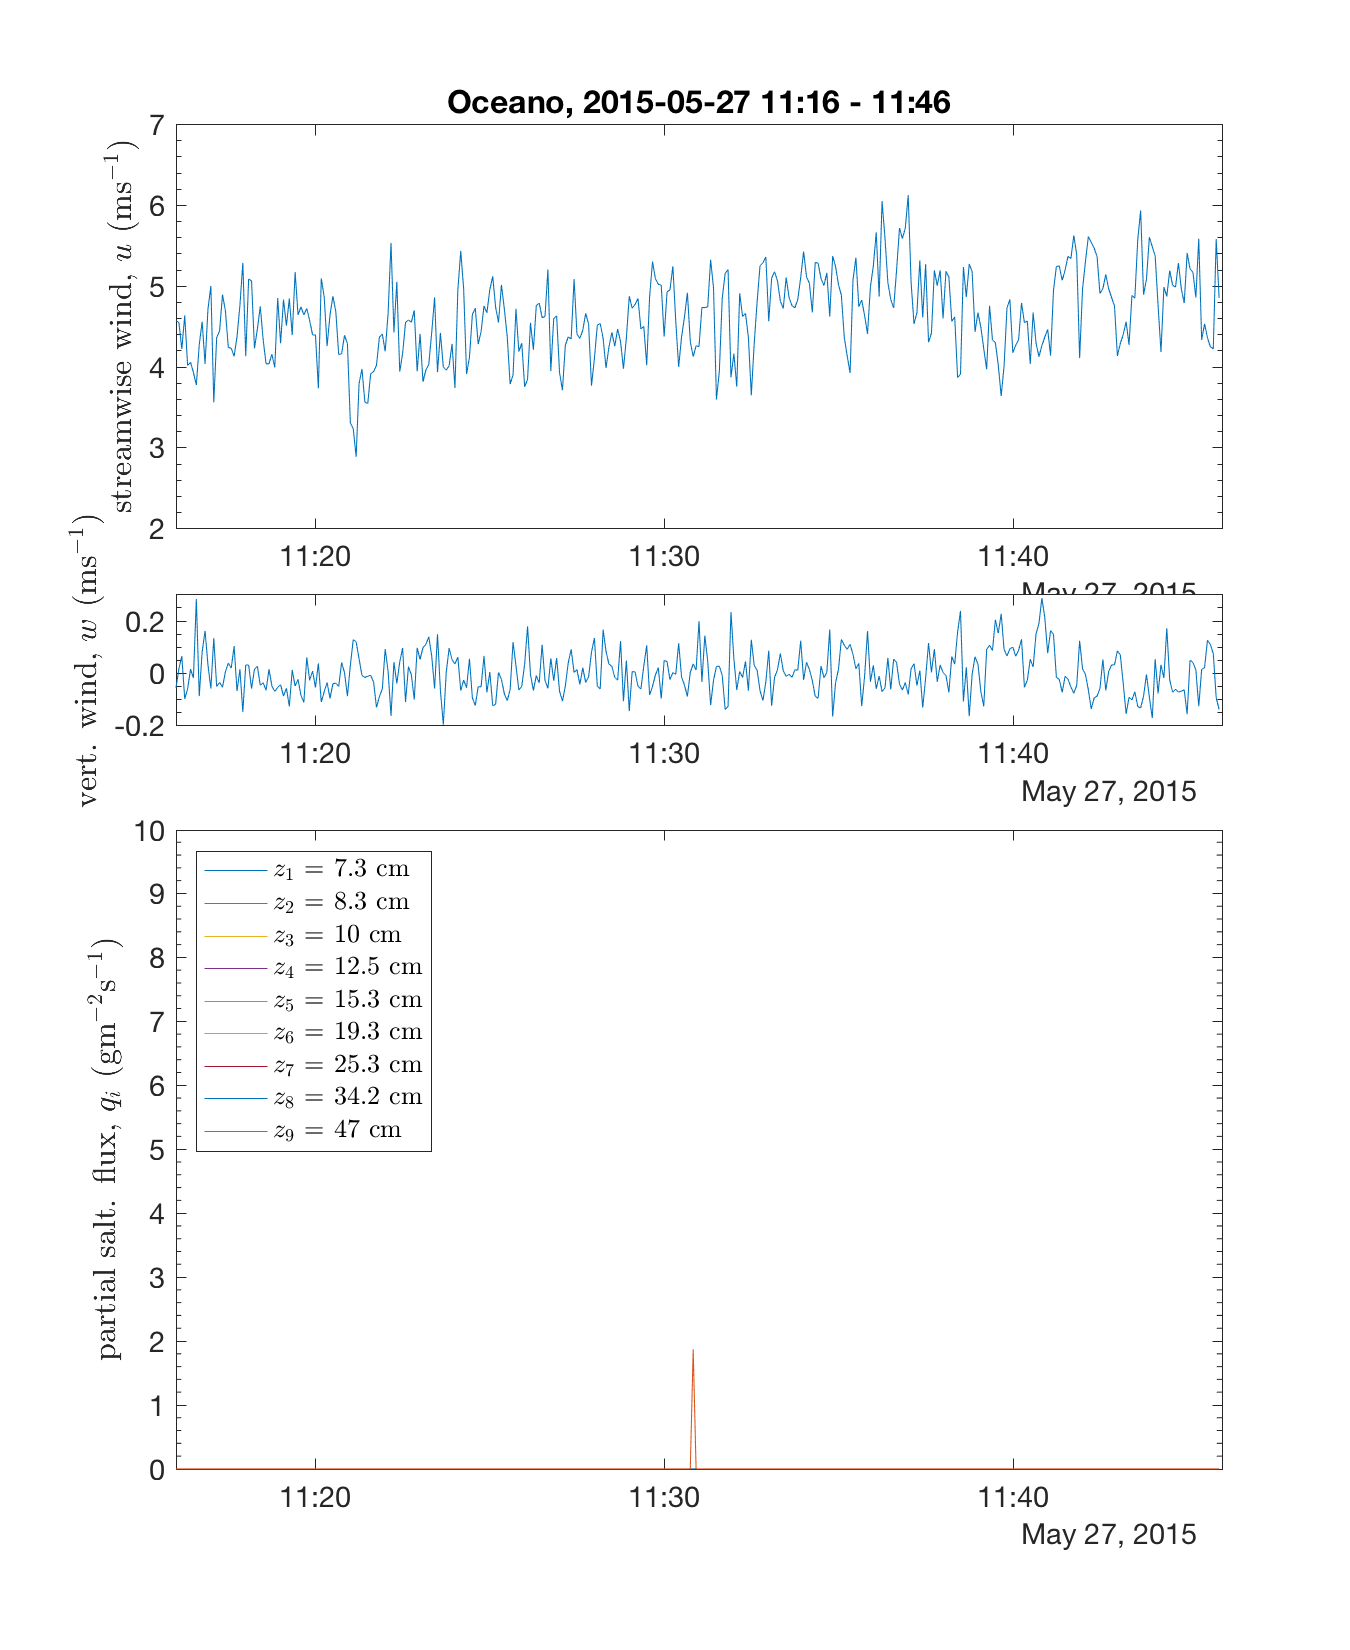 Oceano, 2015-05-27 11:16 - 11:46
streamwise wind, u (ms⁻¹)
7
6
5
4
3
2
11:20 11:30 11:40
May 27, 2015
vert. wind, w (ms⁻¹)
0.2
0
-0.2
11:20 11:30 11:40
May 27, 2015
partial salt. flux, qᵢ (gm⁻²s⁻¹)
10
9
8
7
6
5
4
3
2
1
0
z₁ = 7.3 cm
z₂ = 8.3 cm
z₃ = 10 cm
z₄ = 12.5 cm
z₅ = 15.3 cm
z₆ = 19.3 cm
z₇ = 25.3 cm
z₈ = 34.2 cm
z₉ = 47 cm
11:20 11:30 11:40
May 27, 2015